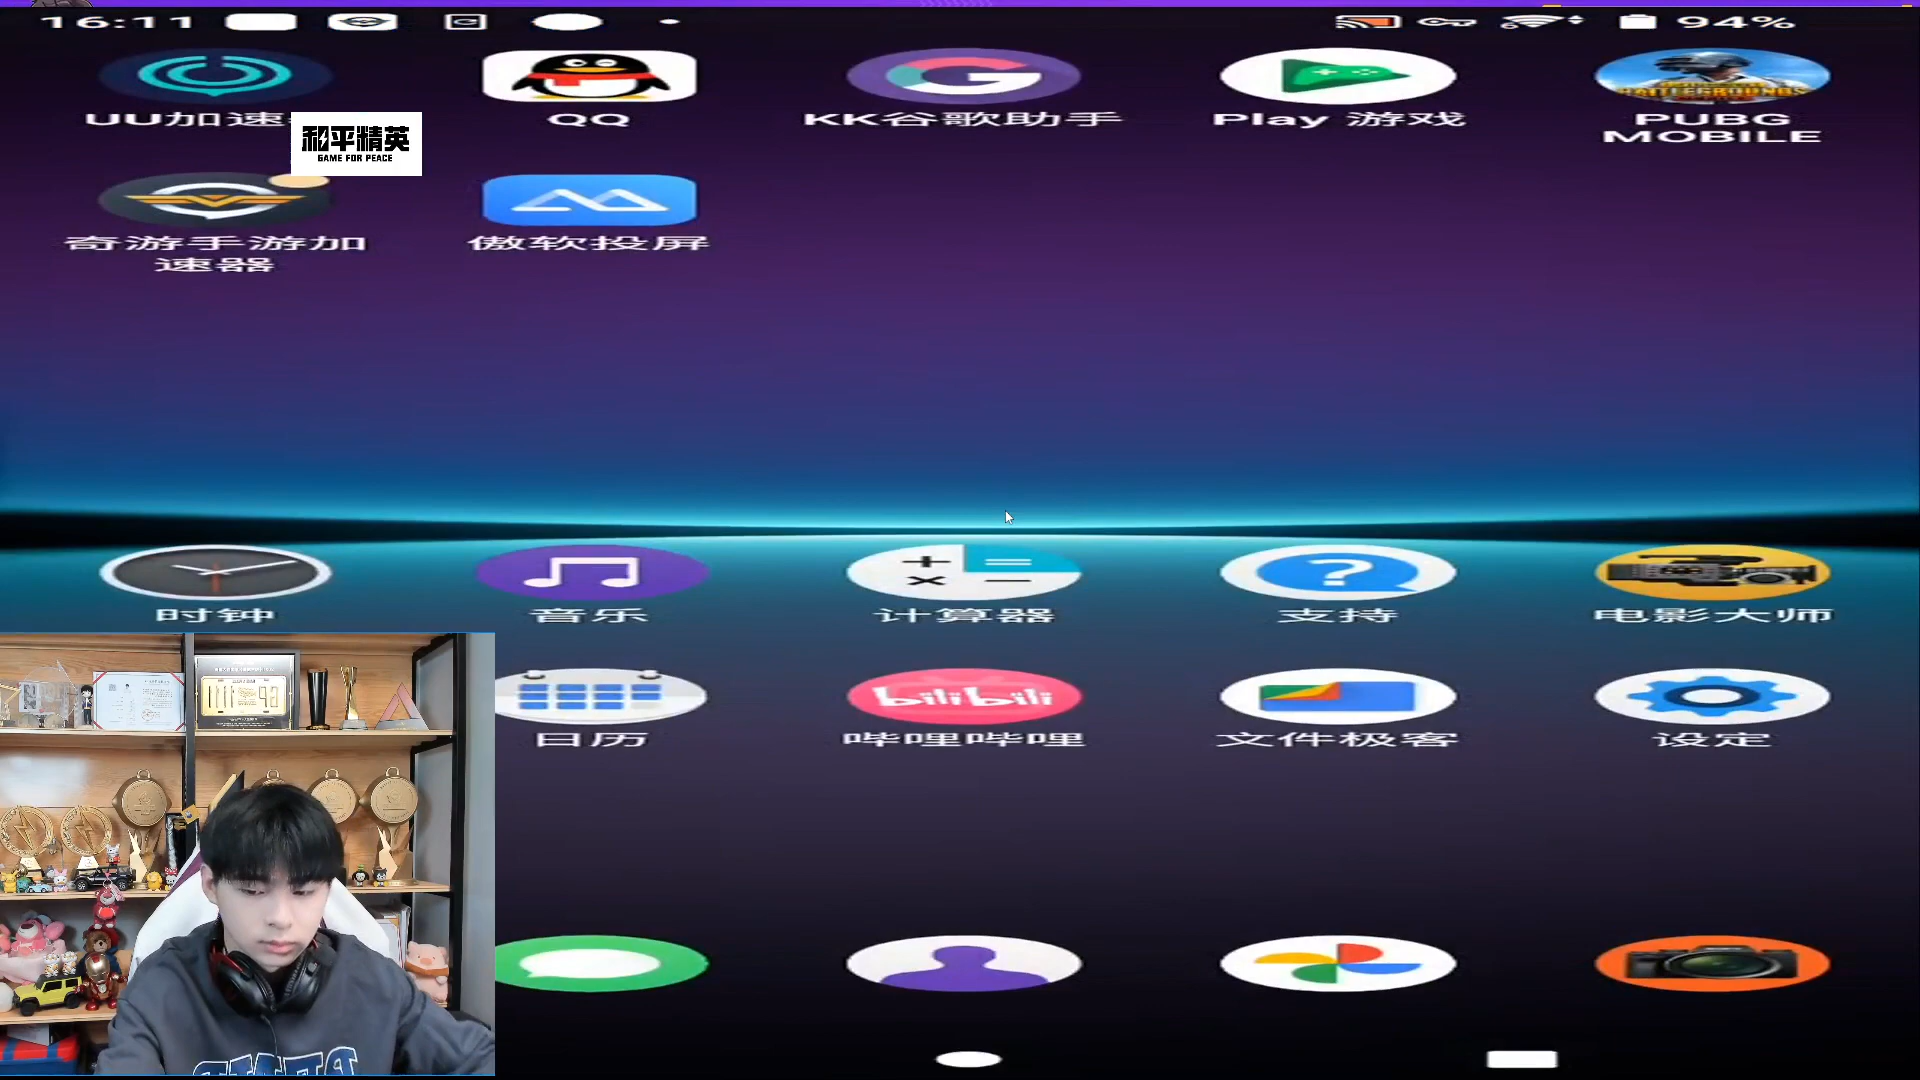 16:11
94%
UU加速
QQ
KK谷歌助手
Play 游戏
PUBG
MOBILE
和平精英
GAME FOR PEACE
BATTLEGROUNDS
奇游手游加
速器
傲软投屏
时钟
音乐
计算器
支持
电影大师
bilibili
日历
哔哩哔哩
文件极客
设定